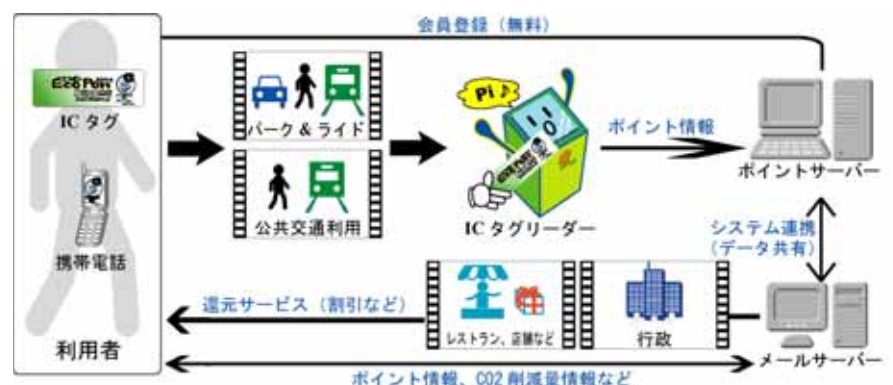 会員登録（無料）
EcoPoint
ICタグ
携帯電話
利用者
パーク&ライド
公共交通利用
Pi♪
ICタグリーダー
ポイント情報
ポイントサーバー
システム連携
（データ共有）
還元サービス（割引など）
レストラン、店舗など
行政
メールサーバー
ポイント情報、CO2削減量情報など